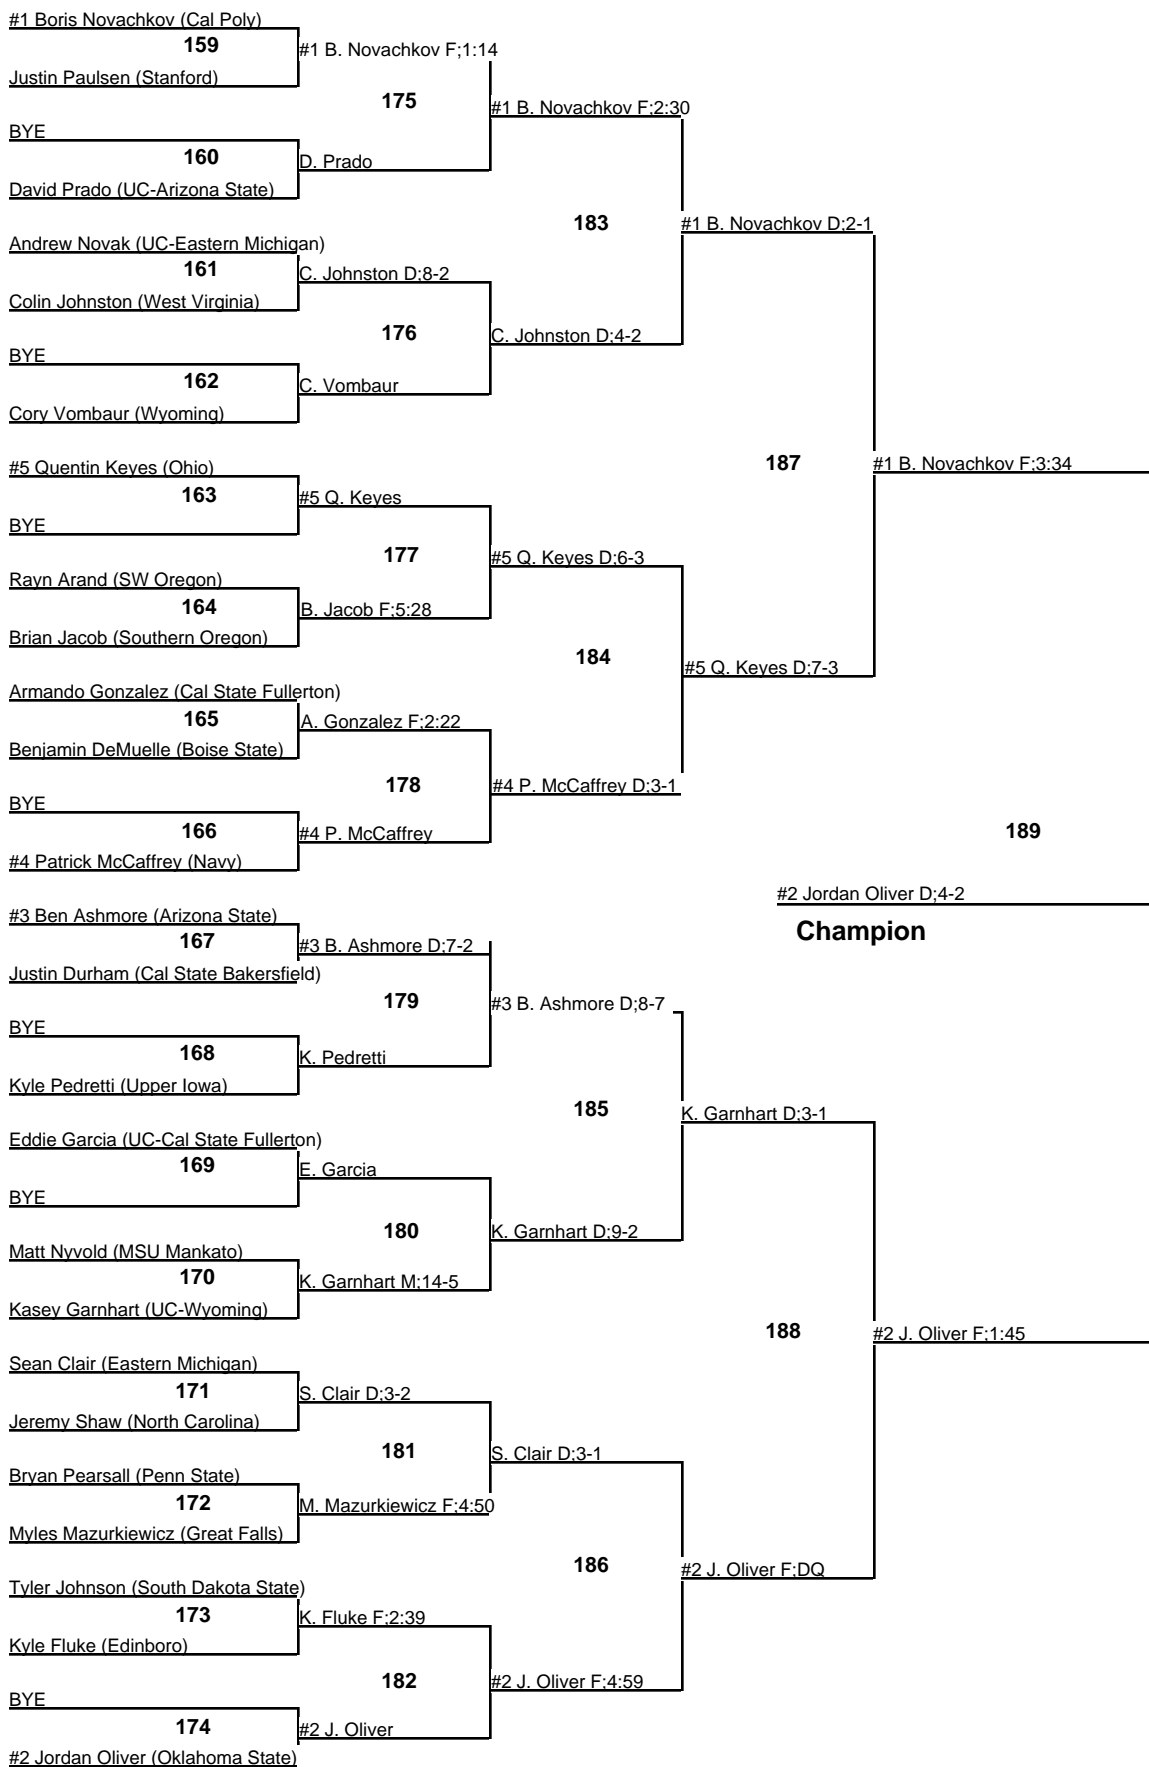 #1 Boris Novachkov (Cal Poly)
159
#1 B. Novachkov F;1:14
Justin Paulsen (Stanford)
175
#1 B. Novachkov F;2:30
BYE
160
D. Prado
David Prado (UC-Arizona State)
183
#1 B. Novachkov D;2-1
Andrew Novak (UC-Eastern Michigan)
161
C. Johnston D;8-2
Colin Johnston (West Virginia)
176
C. Johnston D;4-2
BYE
162
C. Vombaur
Cory Vombaur (Wyoming)
187
#1 B. Novachkov F;3:34
#5 Quentin Keyes (Ohio)
163
#5 Q. Keyes
BYE
177
#5 Q. Keyes D;6-3
Rayn Arand (SW Oregon)
164
B. Jacob F;5:28
Brian Jacob (Southern Oregon)
184
#5 Q. Keyes D;7-3
Armando Gonzalez (Cal State Fullerton)
165
A. Gonzalez F;2:22
Benjamin DeMuelle (Boise State)
178
#4 P. McCaffrey D;3-1
BYE
166
#4 P. McCaffrey
#4 Patrick McCaffrey (Navy)
189
#2 Jordan Oliver D;4-2
Champion
#3 Ben Ashmore (Arizona State)
167
#3 B. Ashmore D;7-2
Justin Durham (Cal State Bakersfield)
179
#3 B. Ashmore D;8-7
BYE
168
K. Pedretti
Kyle Pedretti (Upper Iowa)
185
K. Garnhart D;3-1
Eddie Garcia (UC-Cal State Fullerton)
169
E. Garcia
BYE
180
K. Garnhart D;9-2
Matt Nyvold (MSU Mankato)
170
K. Garnhart M;14-5
Kasey Garnhart (UC-Wyoming)
188
#2 J. Oliver F;1:45
Sean Clair (Eastern Michigan)
171
S. Clair D;3-2
Jeremy Shaw (North Carolina)
181
S. Clair D;3-1
Bryan Pearsall (Penn State)
172
M. Mazurkiewicz F;4:50
Myles Mazurkiewicz (Great Falls)
186
#2 J. Oliver F;DQ
Tyler Johnson (South Dakota State)
173
K. Fluke F;2:39
Kyle Fluke (Edinboro)
182
#2 J. Oliver F;4:59
BYE
174
#2 J. Oliver
#2 Jordan Oliver (Oklahoma State)